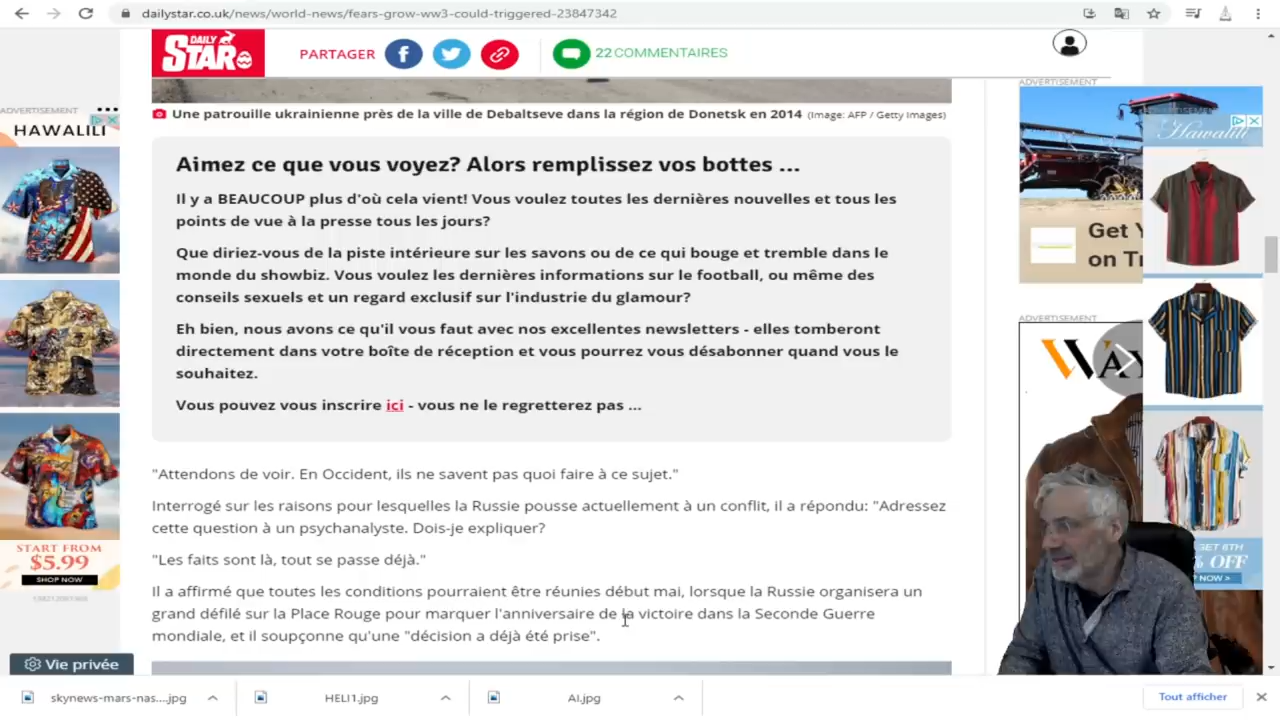 dailystar.co.uk/news/world-news/fears-grow-ww3-could-triggered-23847342
DAILY
STAR
PARTAGER
22 COMMENTAIRES
ADVERTISEMENT
HAWALILI
START FROM
$5.99
SHOP NOW
Une patrouille ukrainienne près de la ville de Debaltseve dans la région de Donetsk en 2014 (Image: AFP / Getty Images)
Aimez ce que vous voyez? Alors remplissez vos bottes ...
Il y a BEAUCOUP plus d'où cela vient! Vous voulez toutes les dernières nouvelles et tous les
points de vue à la presse tous les jours?
Que diriez-vous de la piste intérieure sur les savons ou de ce qui bouge et tremble dans le
monde du showbiz. Vous voulez les dernières informations sur le football, ou même des
conseils sexuels et un regard exclusif sur l'industrie du glamour?
Eh bien, nous avons ce qu'il vous faut avec nos excellentes newsletters - elles tomberont
directement dans votre boîte de réception et vous pourrez vous désabonner quand vous le
souhaitez.
Vous pouvez vous inscrire ici - vous ne le regretterez pas ...
"Attendons de voir. En Occident, ils ne savent pas quoi faire à ce sujet."
Interrogé sur les raisons pour lesquelles la Russie pousse actuellement à un conflit, il a répondu: "Adressez
cette question à un psychanalyste. Dois-je expliquer?
"Les faits sont là, tout se passe déjà."
Il a affirmé que toutes les conditions pourraient être réunies début mai, lorsque la Russie organisera un
grand défilé sur la Place Rouge pour marquer l'anniversaire de la victoire dans la Seconde Guerre
mondiale, et il soupçonne qu'une "décision a déjà été prise".
ADVERTISEMENT
Hawalili
Get
on
ADVERTISEMENT
WAY
GET 6TH
% OFF
NOW >
Vie privée
skynews-mars-nas....jpg
HELI1.jpg
AI.jpg
Tout afficher